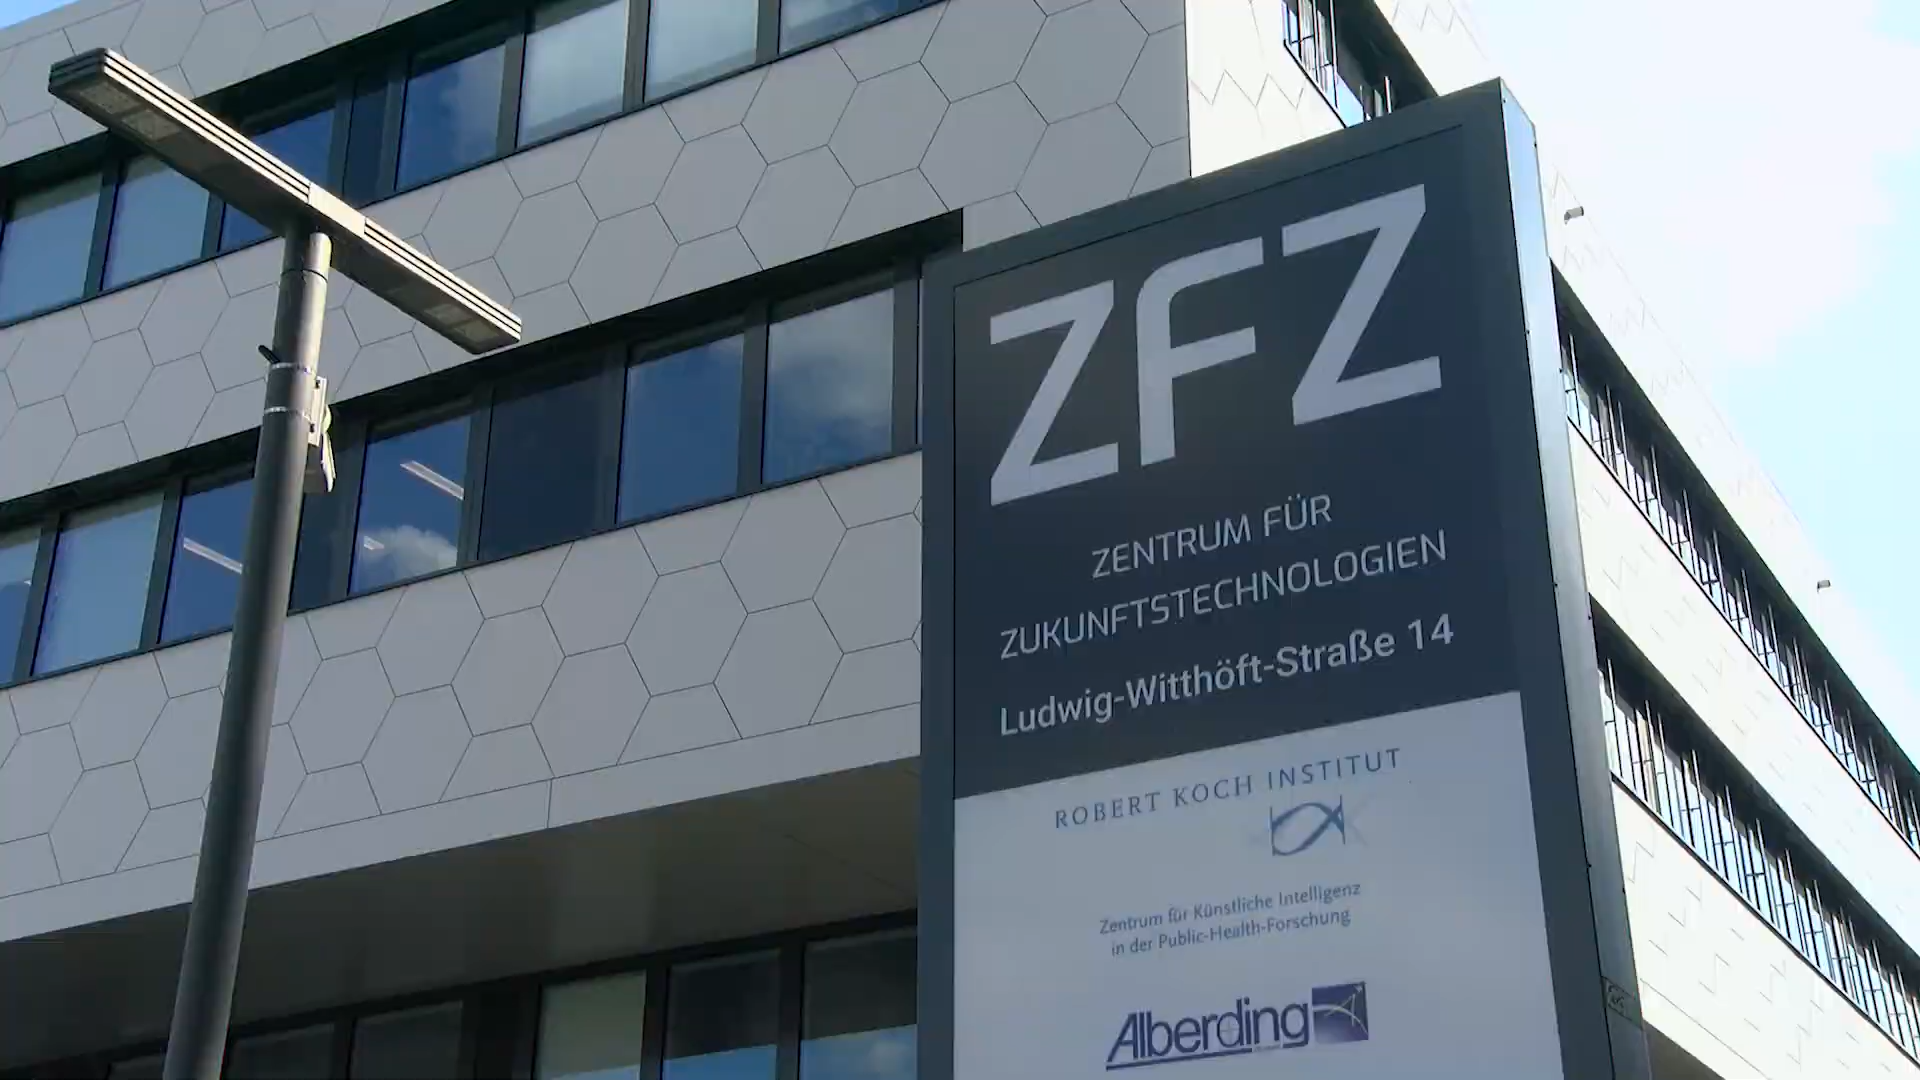 ZFZ
ZENTRUM FÜR
ZUKUNFTSTECHNOLOGIEN
Ludwig-Witthöft-Straße 14
ROBERT KOCH INSTITUT
Zentrum für Künstliche Intelligenz
in der Public-Health-Forschung
Alberding